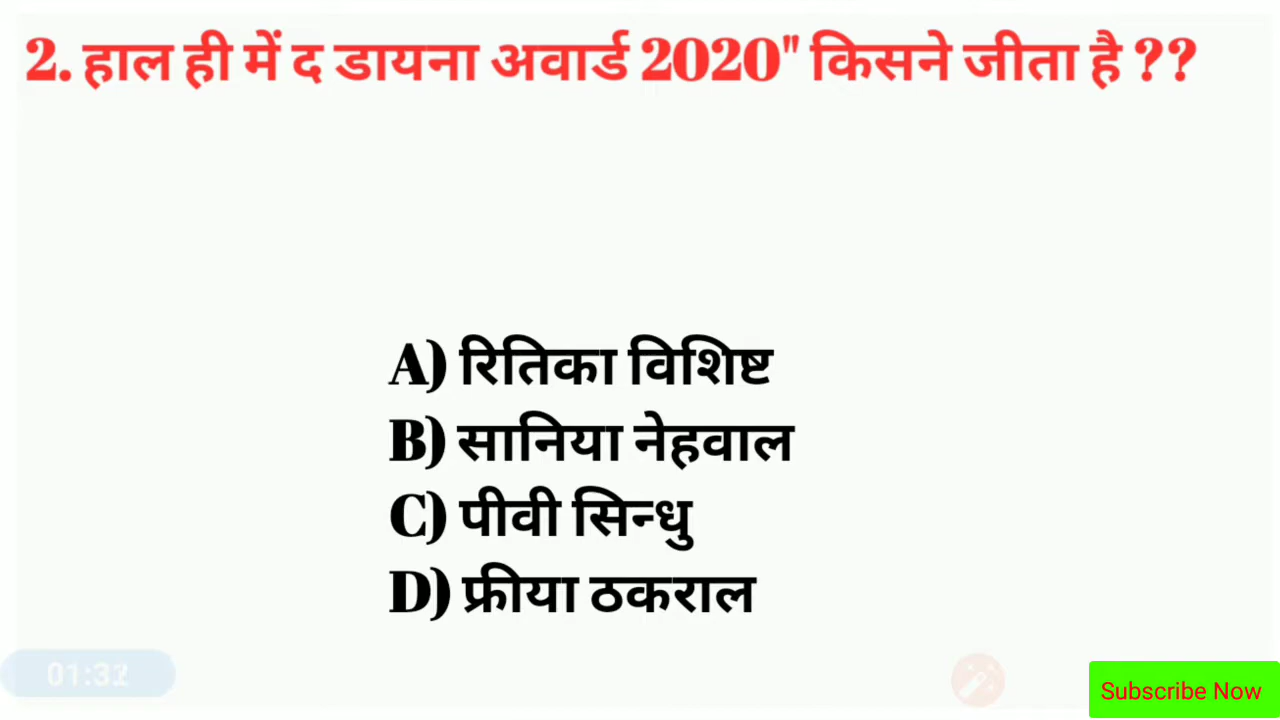 2. हाल ही में द डायना अवार्ड 2020" किसने जीता है ??
A) रितिका विशिष्ट
B) सानिया नेहवाल
C) पीवी सिन्धु
D) फ्रीया ठकराल
Subscribe Now